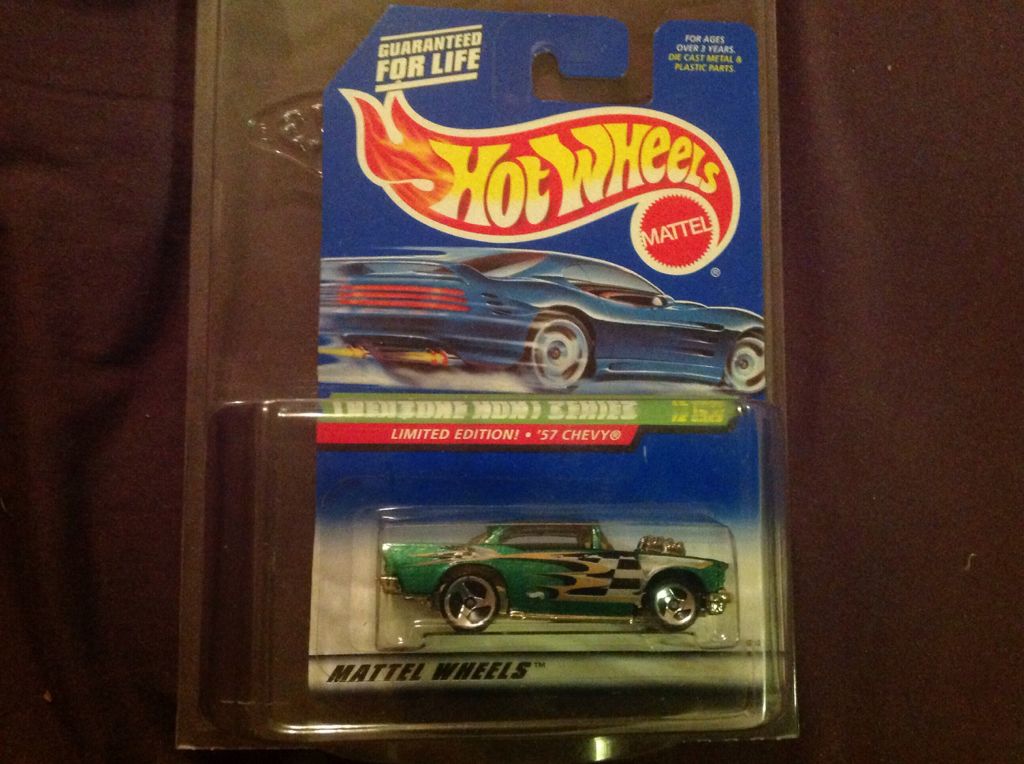 GUARANTEED
FOR LIFE
FOR AGES
OVER 3 YEARS.
DIE CAST METAL &
PLASTIC PARTS.
HOT WHEELS
MATTEL
®
SERIES
LIMITED EDITION! • '57 CHEVY®
MATTEL WHEELS™